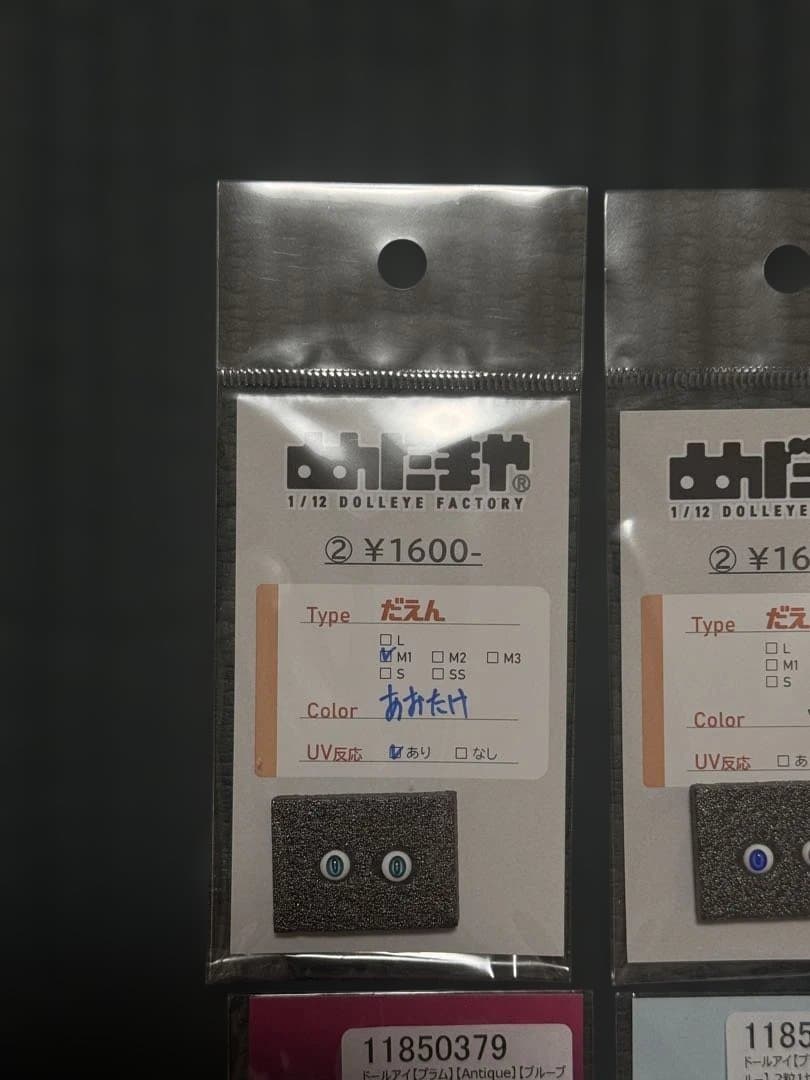 めだまや®
1/12 DOLLEYE FACTORY
② ¥1600-
Type だえん
□ L
☑ M1 □ M2 □ M3
□ S □ SS
Color あおたけ
UV反応 ☑ あり □ なし
めだ
1/12 DOLLEYE
② ¥16
Type だえ
□ L
□ M1
□ S
Color
UV反応 □ あ
11850379
ドールアイ【プラム】【Antique】【ブルーブ
1185
ドールアイ【プ